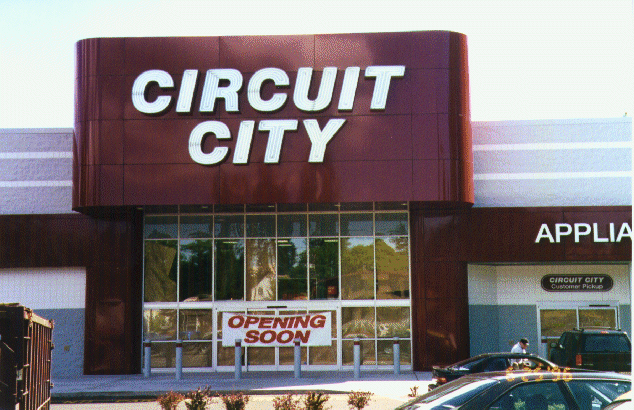 CIRCUIT
CITY
APPLIA
CIRCUIT CITY
Customer Pickup
OPENING
SOON